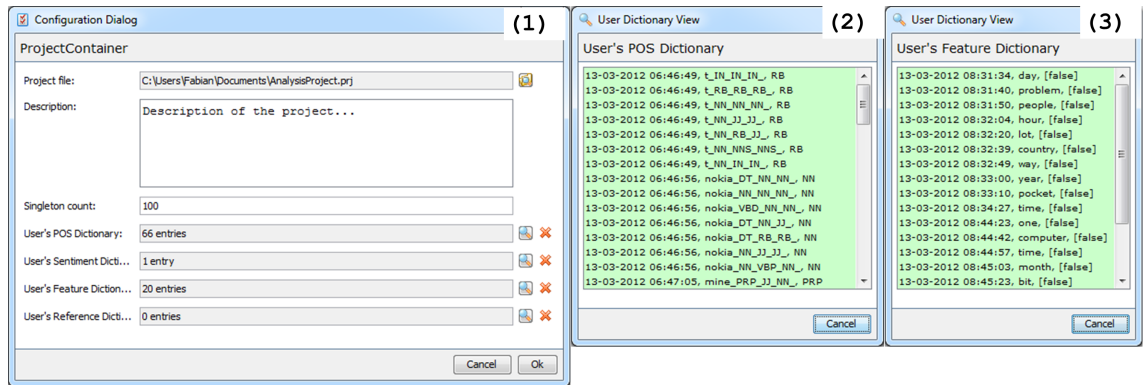 Configuration Dialog
(1)
ProjectContainer
Project file:
C:\Users\Fabian\Documents\AnalysisProject.prj
Description:
Description of the project...
Singleton count:
100
User's POS Dictionary:
66 entries
User's Sentiment Dicti...
1 entry
User's Feature Diction...
20 entries
User's Reference Dicti...
0 entries
Cancel
Ok
User Dictionary View
(2)
User's POS Dictionary
13-03-2012 06:46:49, t_IN_IN_IN_, RB
13-03-2012 06:46:49, t_RB_RB_RB_, RB
13-03-2012 06:46:49, t_NN_NN_NN_, RB
13-03-2012 06:46:49, t_NN_JJ_JJ_, RB
13-03-2012 06:46:49, t_NN_RB_JJ_, RB
13-03-2012 06:46:49, t_NN_NNS_NNS_, RB
13-03-2012 06:46:49, t_NN_IN_IN_, RB
13-03-2012 06:46:56, nokia_DT_NN_NN_, NN
13-03-2012 06:46:56, nokia_NN_NN_NN_, NN
13-03-2012 06:46:56, nokia_VBD_NN_NN_, NN
13-03-2012 06:46:56, nokia_DT_NN_JJ_, NN
13-03-2012 06:46:56, nokia_DT_RB_RB_, NN
13-03-2012 06:46:56, nokia_NN_JJ_JJ_, NN
13-03-2012 06:46:56, nokia_NN_VBP_NN_, NN
13-03-2012 06:47:05, mine_PRP_JJ_NN_, PRP
Cancel
User Dictionary View
(3)
User's Feature Dictionary
13-03-2012 08:31:34, day, [false]
13-03-2012 08:31:40, problem, [false]
13-03-2012 08:31:50, people, [false]
13-03-2012 08:32:04, hour, [false]
13-03-2012 08:32:20, lot, [false]
13-03-2012 08:32:39, country, [false]
13-03-2012 08:32:49, way, [false]
13-03-2012 08:33:00, year, [false]
13-03-2012 08:33:10, pocket, [false]
13-03-2012 08:34:27, time, [false]
13-03-2012 08:44:23, one, [false]
13-03-2012 08:44:42, computer, [false]
13-03-2012 08:44:57, time, [false]
13-03-2012 08:45:03, month, [false]
13-03-2012 08:45:23, bit, [false]
Cancel